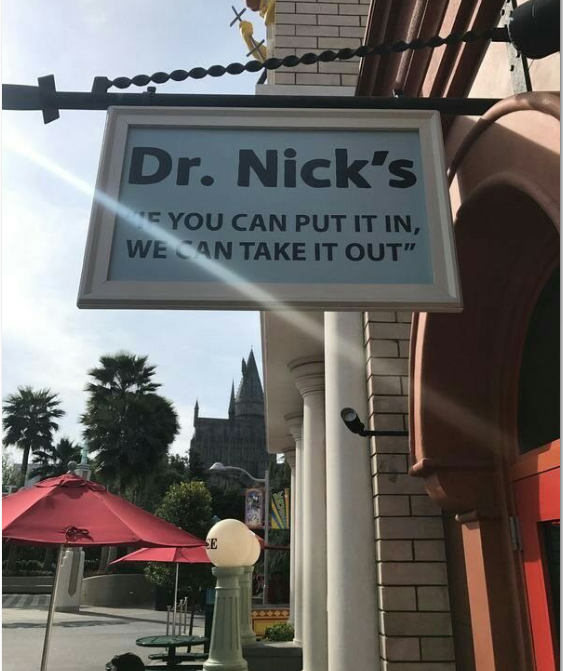 Dr. Nick's
"IF YOU CAN PUT IT IN,
WE CAN TAKE IT OUT"